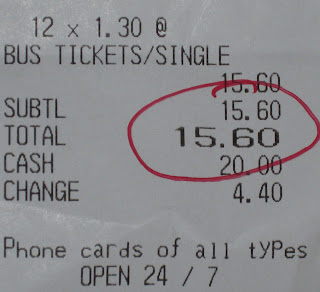 12 x 1.30 @
BUS TICKETS/SINGLE
15.60
SUBTL 15.60
TOTAL 15.60
CASH 20.00
CHANGE 4.40
Phone cards of all tYPes
OPEN 24 / 7